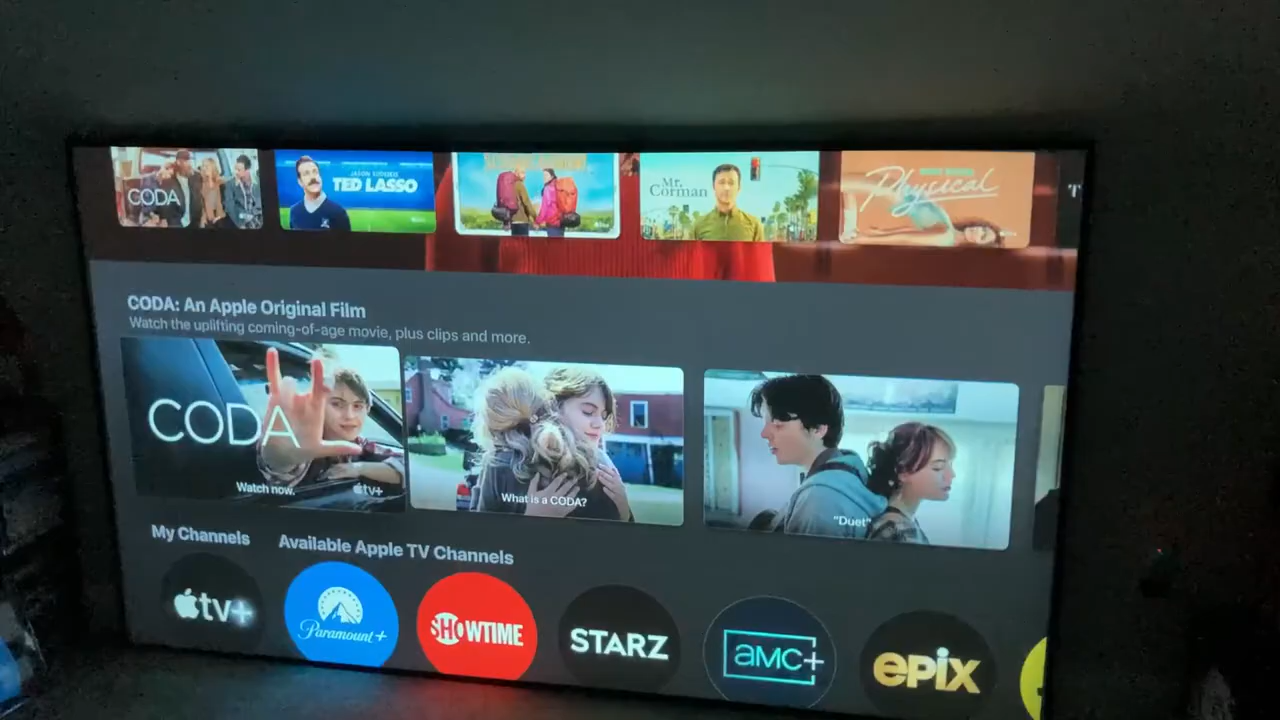 CODA
JASON SUDEIKIS
TED LASSO
Mr.
Corman
Physical
CODA: An Apple Original Film
Watch the uplifting coming-of-age movie, plus clips and more.
CODA
Watch now.
tv+
What is a CODA?
"Duet"
My Channels
Available Apple TV Channels
tv+
Paramount+
SHOWTIME
STARZ
aMC+
epix